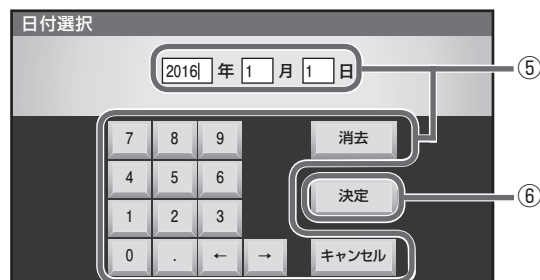 日付選択
2016 年 1 月 1 日
⑤
7 8 9 消去
4 5 6
決定
⑥
1 2 3
0 . ← → キャンセル